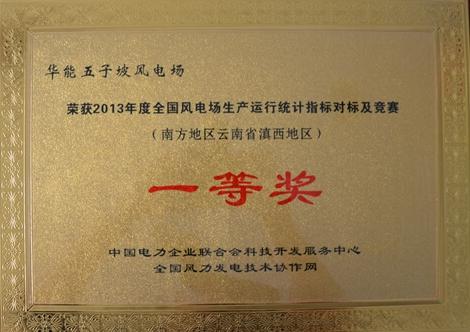 华能五子坡风电场
荣获2013年度全国风电场生产运行统计指标对标及竞赛
(南方地区云南省滇西地区)
一等奖
中国电力企业联合会科技开发服务中心
全国风力发电技术协作网